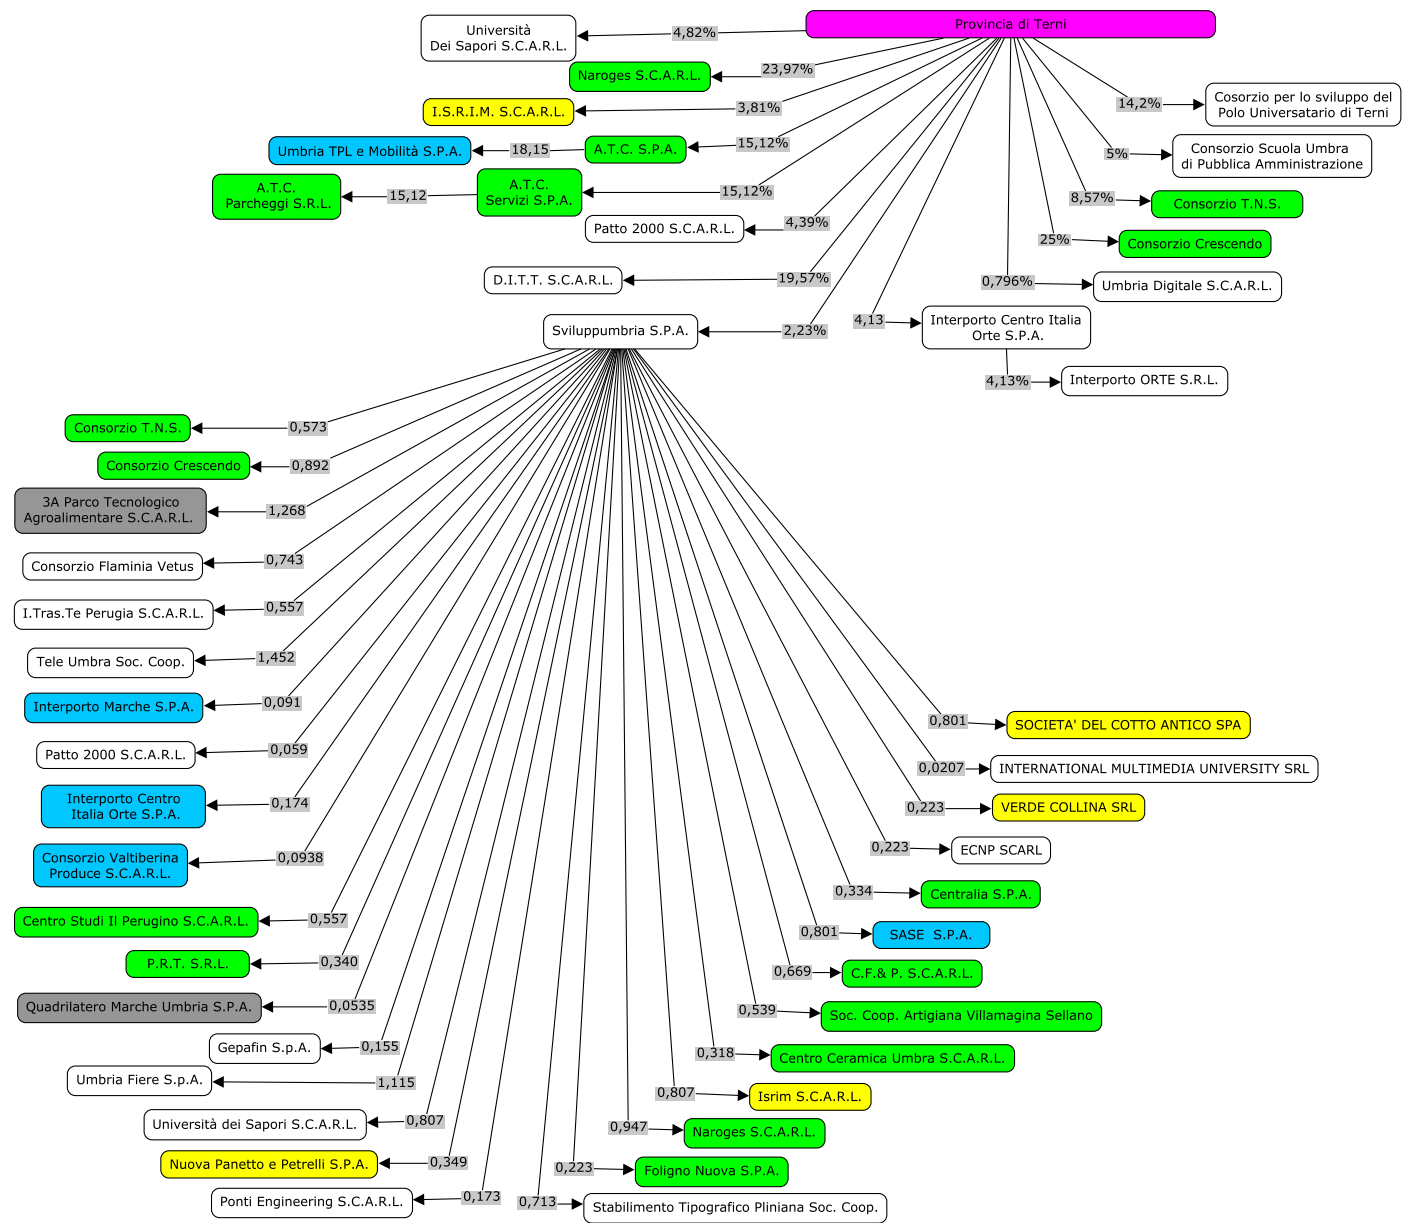 Provincia di Terni
Università
Dei Sapori S.C.A.R.L.
4,82%
Naroges S.C.A.R.L.
23,97%
I.S.R.I.M. S.C.A.R.L.
3,81%
14,2%
Cosorzio per lo sviluppo del
Polo Universatario di Terni
Umbria TPL e Mobilità S.P.A.
18,15
A.T.C. S.P.A.
15,12%
5%
Consorzio Scuola Umbra
di Pubblica Amministrazione
A.T.C.
Parcheggi S.R.L.
15,12
A.T.C.
Servizi S.P.A.
15,12%
8,57%
Consorzio T.N.S.
Patto 2000 S.C.A.R.L.
4,39%
25%
Consorzio Crescendo
D.I.T.T. S.C.A.R.L.
19,57%
0,796%
Umbria Digitale S.C.A.R.L.
Sviluppumbria S.P.A.
2,23%
4,13
Interporto Centro Italia
Orte S.P.A.
4,13%
Interporto ORTE S.R.L.
Consorzio T.N.S.
0,573
Consorzio Crescendo
0,892
3A Parco Tecnologico
Agroalimentare S.C.A.R.L.
1,268
Consorzio Flaminia Vetus
0,743
I.Tras.Te Perugia S.C.A.R.L.
0,557
Tele Umbra Soc. Coop.
1,452
Interporto Marche S.P.A.
0,091
0,801
SOCIETA' DEL COTTO ANTICO SPA
Patto 2000 S.C.A.R.L.
0,059
0,0207
INTERNATIONAL MULTIMEDIA UNIVERSITY SRL
Interporto Centro
Italia Orte S.P.A.
0,174
0,223
VERDE COLLINA SRL
Consorzio Valtiberina
Produce S.C.A.R.L.
0,0938
0,223
ECNP SCARL
0,334
Centralia S.P.A.
Centro Studi Il Perugino S.C.A.R.L.
0,557
0,801
SASE S.P.A.
P.R.T. S.R.L.
0,340
0,669
C.F.& P. S.C.A.R.L.
Quadrilatero Marche Umbria S.P.A.
0,0535
0,539
Soc. Coop. Artigiana Villamagina Sellano
Gepafin S.p.A.
0,155
0,318
Centro Ceramica Umbra S.C.A.R.L.
Umbria Fiere S.p.A.
1,115
0,807
Isrim S.C.A.R.L.
Università dei Sapori S.C.A.R.L.
0,807
0,947
Naroges S.C.A.R.L.
Nuova Panetto e Petrelli S.P.A.
0,349
0,223
Foligno Nuova S.P.A.
Ponti Engineering S.C.A.R.L.
0,173
0,713
Stabilimento Tipografico Pliniana Soc. Coop.